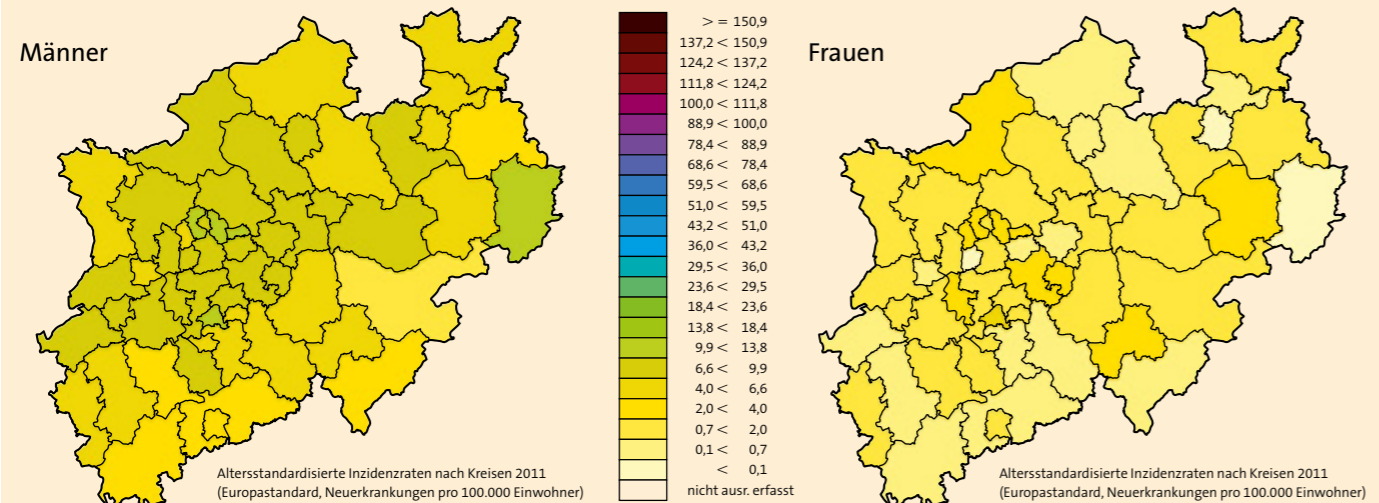 Männer
> = 150,9
137,2 < 150,9
124,2 < 137,2
111,8 < 124,2
100,0 < 111,8
88,9 < 100,0
78,4 < 88,9
68,6 < 78,4
59,5 < 68,6
51,0 < 59,5
43,2 < 51,0
36,0 < 43,2
29,5 < 36,0
23,6 < 29,5
18,4 < 23,6
13,8 < 18,4
9,9 < 13,8
6,6 < 9,9
4,0 < 6,6
2,0 < 4,0
0,7 < 2,0
0,1 < 0,7
< 0,1
nicht ausr. erfasst
Altersstandardisierte Inzidenzraten nach Kreisen 2011
(Europastandard, Neuerkrankungen pro 100.000 Einwohner)
Frauen
Altersstandardisierte Inzidenzraten nach Kreisen 2011
(Europastandard, Neuerkrankungen pro 100.000 Einwohner)